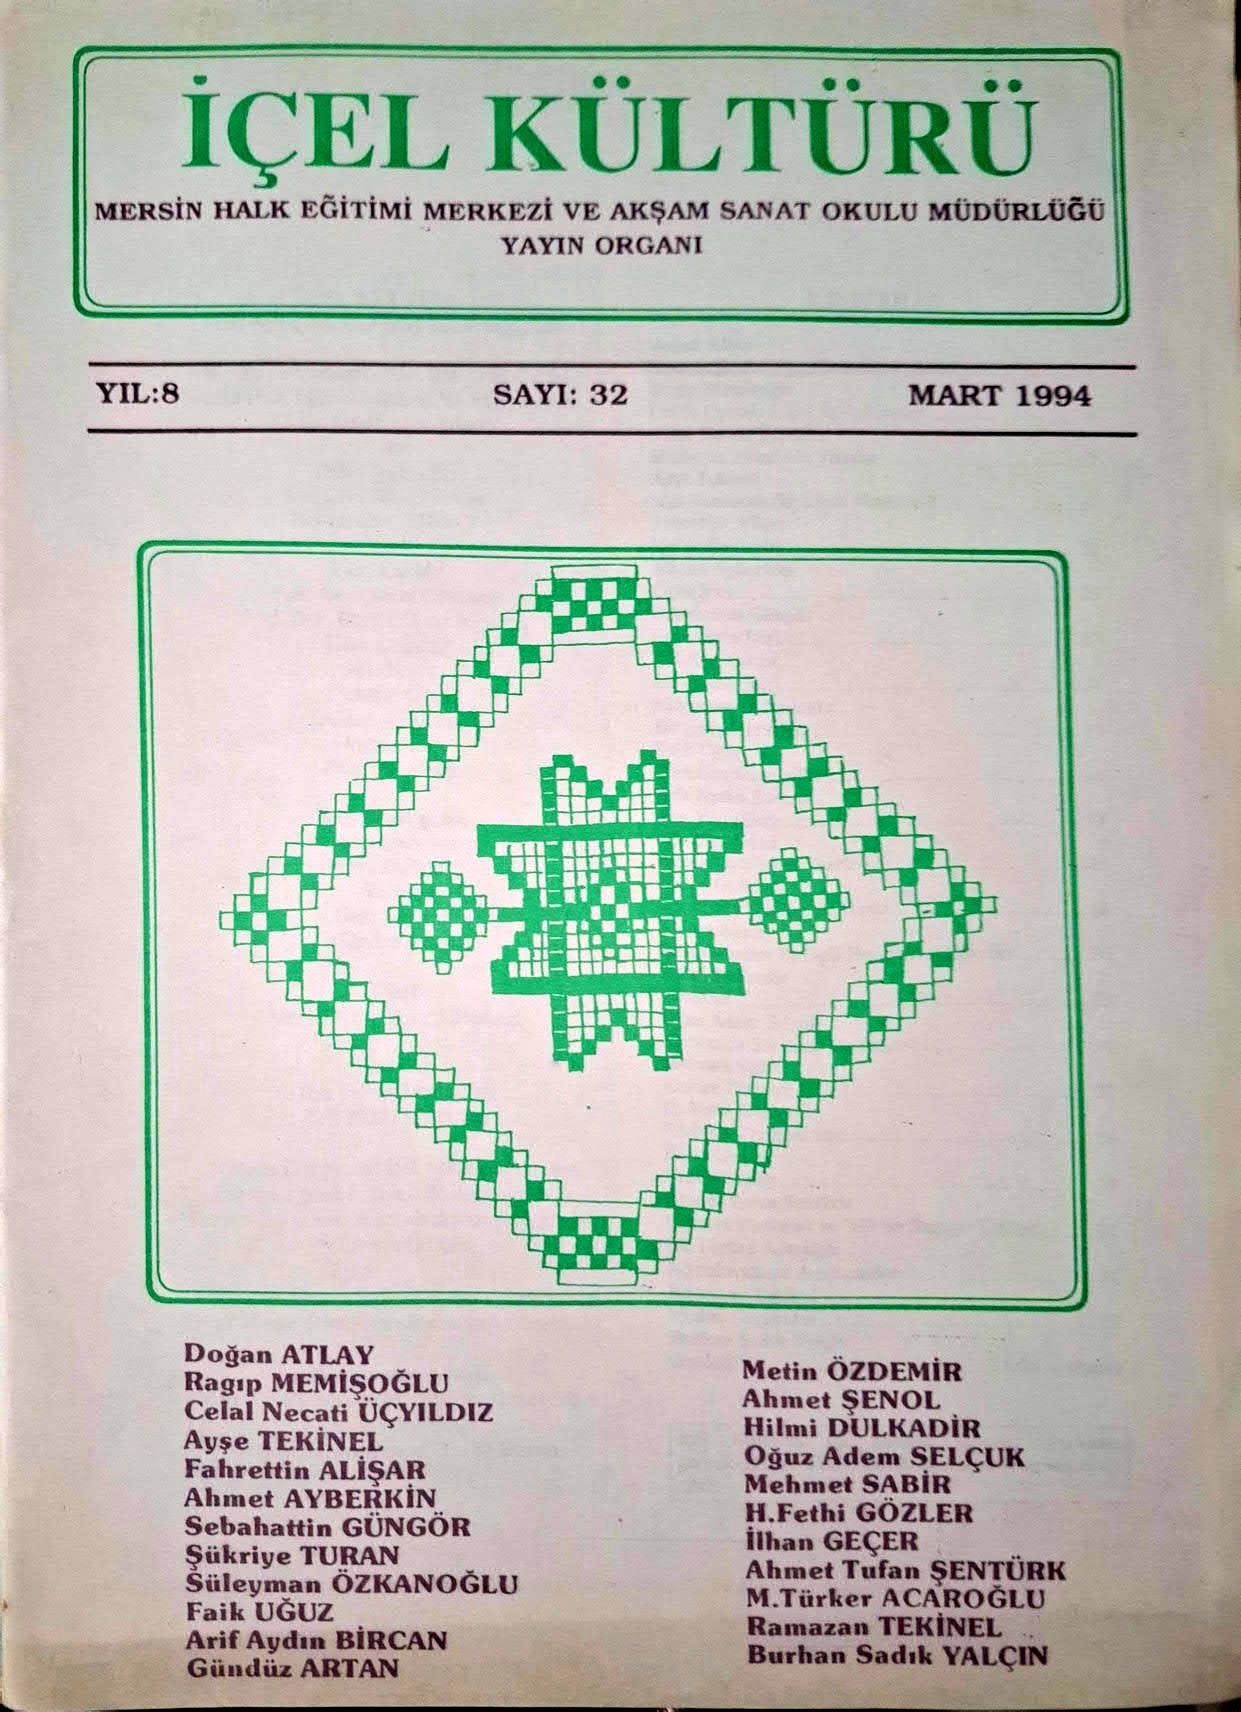 İÇEL KÜLTÜRÜ
MERSİN HALK EĞİTİMİ MERKEZİ VE AKŞAM SANAT OKULU MÜDÜRLÜĞÜ
YAYIN ORGANI
YIL:8 SAYI: 32 MART 1994
Doğan ATLAY
Ragıp MEMİŞOĞLU
Celal Necati ÜÇYILDIZ
Ayşe TEKİNEL
Fahrettin ALİŞAR
Ahmet AYBERKİN
Sebahattin GÜNGÖR
Şükriye TURAN
Süleyman ÖZKANOĞLU
Faik UĞUZ
Arif Aydın BİRCAN
Gündüz ARTAN
Metin ÖZDEMİR
Ahmet ŞENOL
Hilmi DULKADİR
Oğuz Adem SELÇUK
Mehmet SABİR
H.Fethi GÖZLER
İlhan GEÇER
Ahmet Tufan ŞENTÜRK
M.Türker ACAROĞLU
Ramazan TEKİNEL
Burhan Sadık YALÇIN